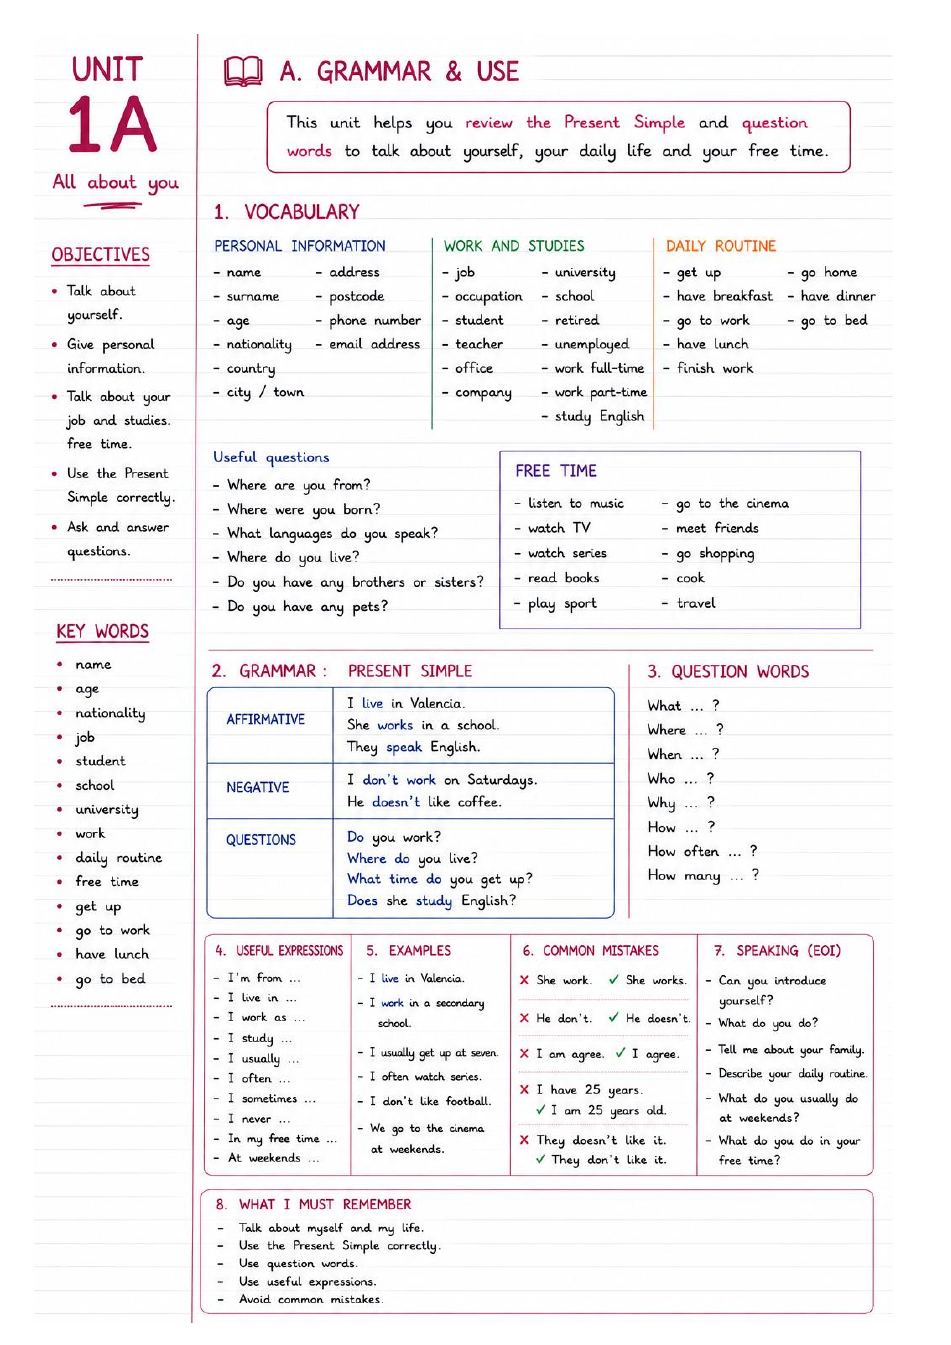 UNIT
1A
All about you
OBJECTIVES
• Talk about
yourself.
• Give personal
information.
• Talk about your
job and studies.
free time.
• Use the Present
Simple correctly.
• Ask and answer
questions.
KEY WORDS
• name
• age
• nationality
• job
• student
• school
• university
• work
• daily routine
• free time
• get up
• go to work
• have lunch
• go to bed
A. GRAMMAR & USE
This unit helps you review the Present Simple and question
words to talk about yourself, your daily life and your free time.
1. VOCABULARY
PERSONAL INFORMATION
- name
- surname
- age
- nationality
- country
- city / town
- address
- postcode
- phone number
- email address
WORK AND STUDIES
- job
- occupation
- student
- teacher
- office
- company
- university
- school
- retired
- unemployed
- work full-time
- work part-time
- study English
DAILY ROUTINE
- get up
- have breakfast
- go to work
- have lunch
- finish work
- go home
- have dinner
- go to bed
Useful questions
- Where are you from?
- Where were you born?
- What languages do you speak?
- Where do you live?
- Do you have any brothers or sisters?
- Do you have any pets?
FREE TIME
- listen to music
- watch TV
- watch series
- read books
- play sport
- go to the cinema
- meet friends
- go shopping
- cook
- travel
2. GRAMMAR : PRESENT SIMPLE
AFFIRMATIVE
I live in Valencia.
She works in a school.
They speak English.
NEGATIVE
I don't work on Saturdays.
He doesn't like coffee.
QUESTIONS
Do you work?
Where do you live?
What time do you get up?
Does she study English?
3. QUESTION WORDS
What ... ?
Where ... ?
When ... ?
Who ... ?
Why ... ?
How ... ?
How often ... ?
How many ... ?
4. USEFUL EXPRESSIONS
- I'm from ...
- I live in ...
- I work as ...
- I study ...
- I usually ...
- I often ...
- I sometimes ...
- I never ...
- In my free time ...
- At weekends ...
5. EXAMPLES
- I live in Valencia.
- I work in a secondary
school.
- I usually get up at seven.
- I often watch series.
- I don't like football.
- We go to the cinema
at weekends.
6. COMMON MISTAKES
✗ She work. ✓ She works.
✗ He don't. ✓ He doesn't.
✗ I am agree. ✓ I agree.
✗ I have 25 years.
✓ I am 25 years old.
✗ They doesn't like it.
✓ They don't like it.
7. SPEAKING (EOI)
- Can you introduce
yourself?
- What do you do?
- Tell me about your family.
- Describe your daily routine.
- What do you usually do
at weekends?
- What do you do in your
free time?
8. WHAT I MUST REMEMBER
- Talk about myself and my life.
- Use the Present Simple correctly.
- Use question words.
- Use useful expressions.
- Avoid common mistakes.